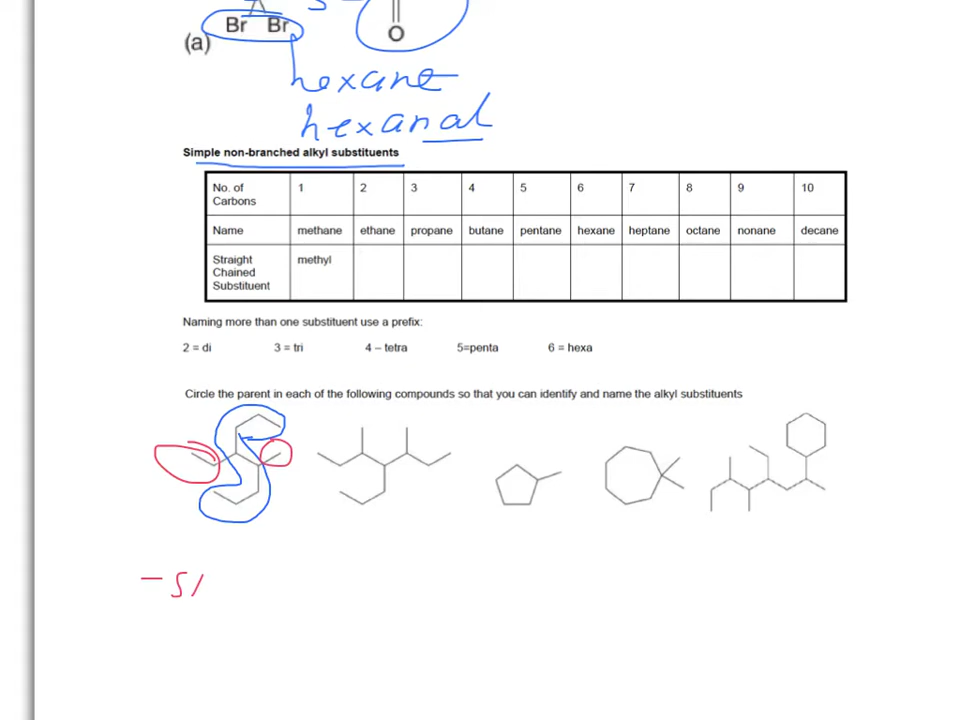 Br Br
O
(a)
hexane
hexanal
Simple non-branched alkyl substituents
No. of Carbons 1 2 3 4 5 6 7 8 9 10
Name methane ethane propane butane pentane hexane heptane octane nonane decane
Straight Chained Substituent methyl
Naming more than one substituent use a prefix:
2 = di 3 = tri 4 – tetra 5=penta 6 = hexa
Circle the parent in each of the following compounds so that you can identify and name the alkyl substituents